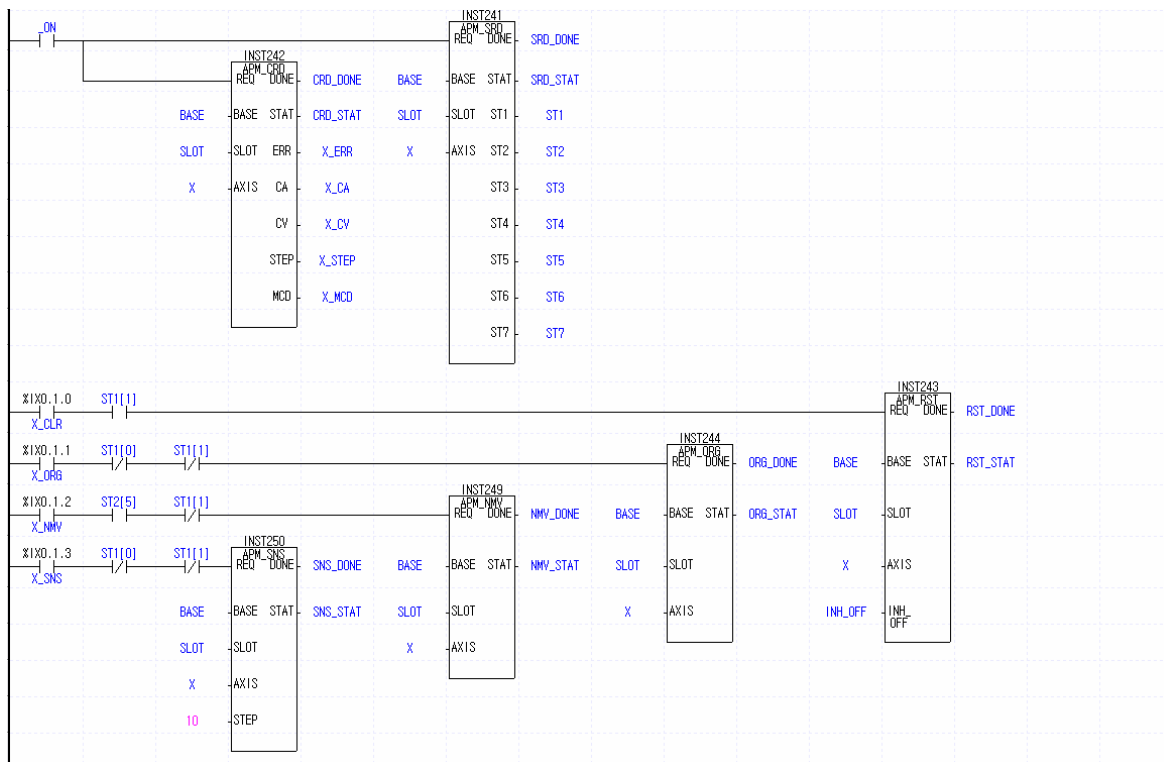 INST241
_ON APM_SRD
REQ DONE SRD_DONE
INST242
APM_CRD
REQ DONE CRD_DONE BASE BASE STAT SRD_STAT
BASE BASE STAT CRD_STAT SLOT SLOT ST1 ST1
SLOT SLOT ERR X_ERR X AXIS ST2 ST2
X AXIS CA X_CA ST3 ST3
CV X_CV ST4 ST4
STEP X_STEP ST5 ST5
MCD X_MCD ST6 ST6
ST7 ST7
INST243
%IX0.1.0 ST1[1] APM_RST
REQ DONE RST_DONE
X_CLR
INST244
%IX0.1.1 ST1[0] ST1[1] APM_ORG
REQ DONE ORG_DONE BASE BASE STAT RST_STAT
X_ORG
INST249
%IX0.1.2 ST2[5] ST1[1] APM_NMV
REQ DONE NMV_DONE BASE BASE STAT ORG_STAT SLOT SLOT
X_NMV
INST250
%IX0.1.3 ST1[0] ST1[1] APM_SNS
REQ DONE SNS_DONE BASE BASE STAT NMV_STAT SLOT SLOT X AXIS
X_SNS
BASE BASE STAT SNS_STAT SLOT SLOT X AXIS INH_OFF INH_
OFF
SLOT SLOT X AXIS
X AXIS
10 STEP